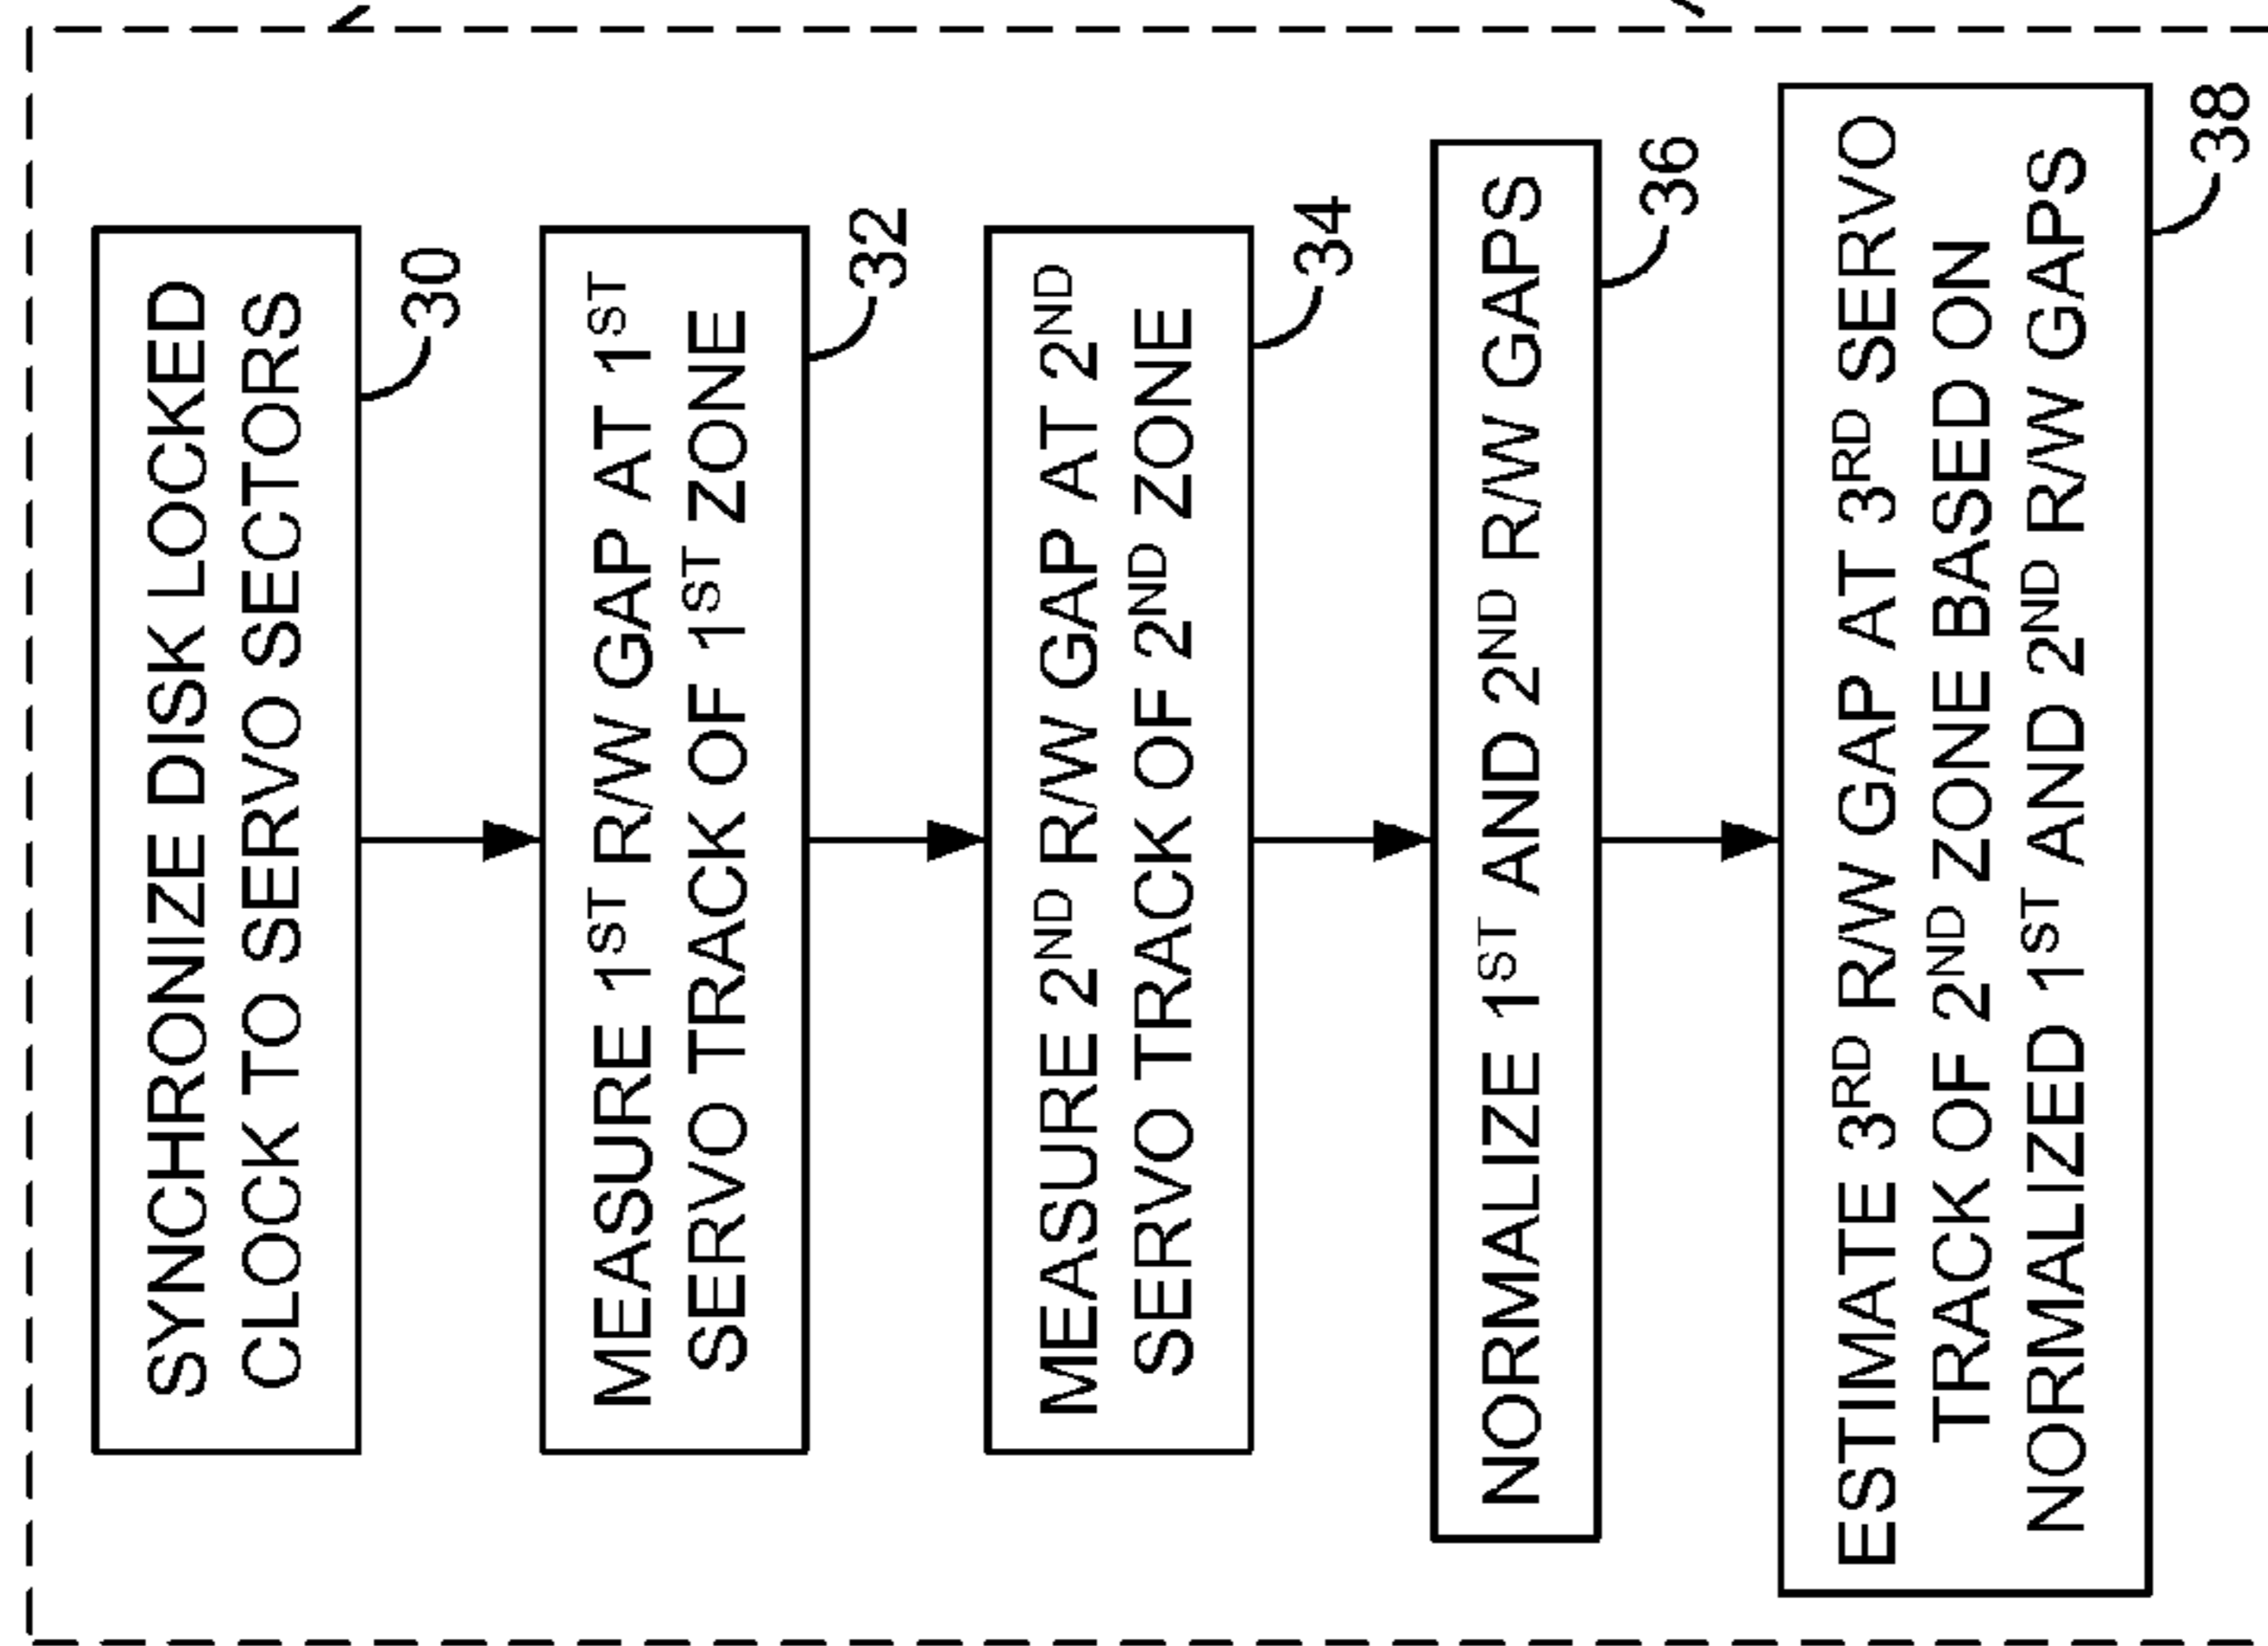 SYNCHRONIZE DISK LOCKED
CLOCK TO SERVO SECTORS
30
MEASURE 1ST R/W GAP AT 1ST
SERVO TRACK OF 1ST ZONE
32
MEASURE 2ND R/W GAP AT 2ND
SERVO TRACK OF 2ND ZONE
34
NORMALIZE 1ST AND 2ND R/W GAPS
36
ESTIMATE 3RD R/W GAP AT 3RD SERVO
TRACK OF 2ND ZONE BASED ON
NORMALIZED 1ST AND 2ND R/W GAPS
38